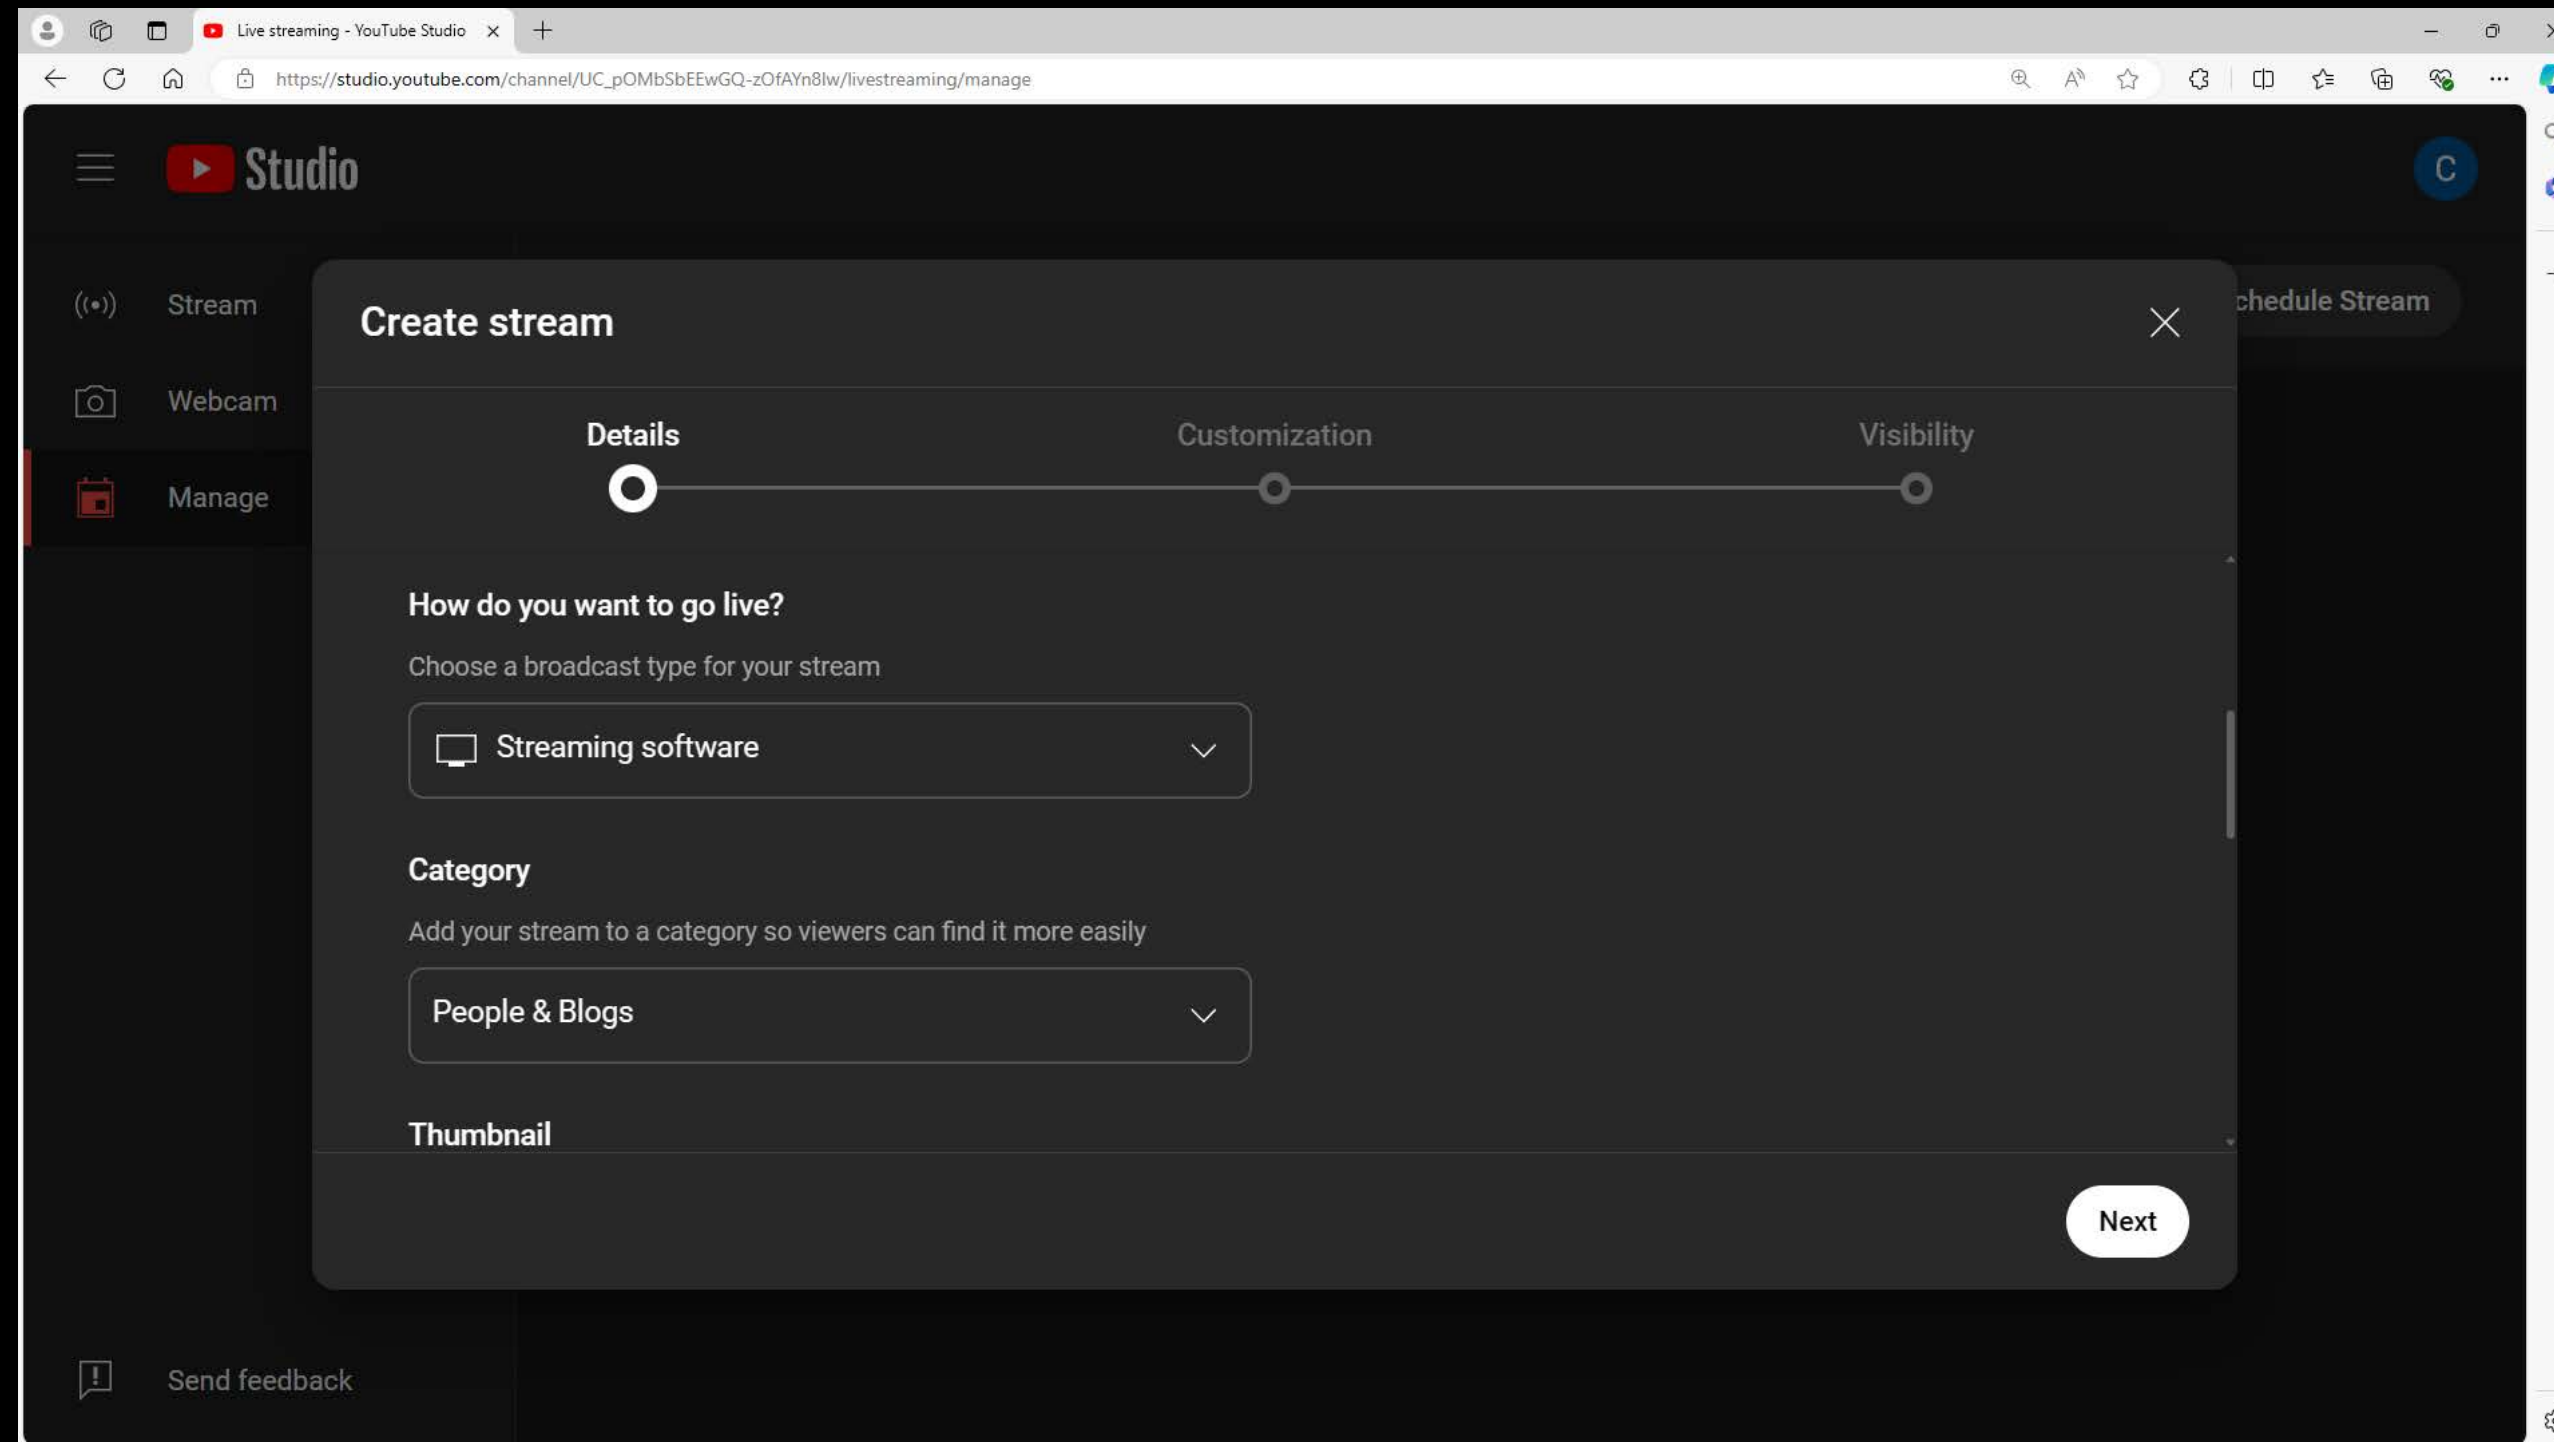 Live streaming - YouTube Studio
https://studio.youtube.com/channel/UC_pOMbSbEEwGQ-zOfAYn8lw/livestreaming/manage
Studio
C
Stream
Create stream
chedule Stream
Webcam
Details
Customization
Visibility
Manage
How do you want to go live?
Choose a broadcast type for your stream
Streaming software
Category
Add your stream to a category so viewers can find it more easily
People & Blogs
Thumbnail
Next
Send feedback